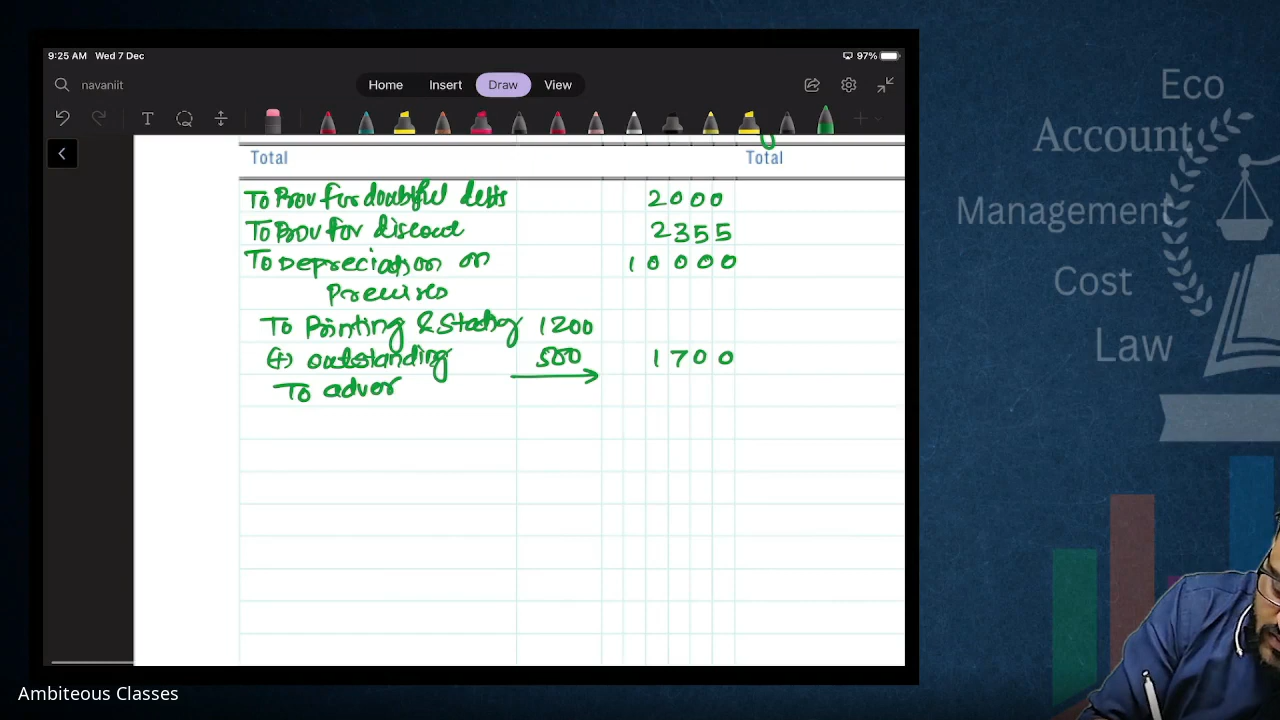 9:25 AM Wed 7 Dec
97%
navaniit
Home Insert Draw View
Total
Total
To Prov for doubtful debts 2000
To Prov for discout 2355
To Depreciation on 10000
Premises
To Printing & Statiog 1200
(+) outstanding 500 1700
To adver
Eco
Account
Management
Cost
Law
Ambiteous Classes